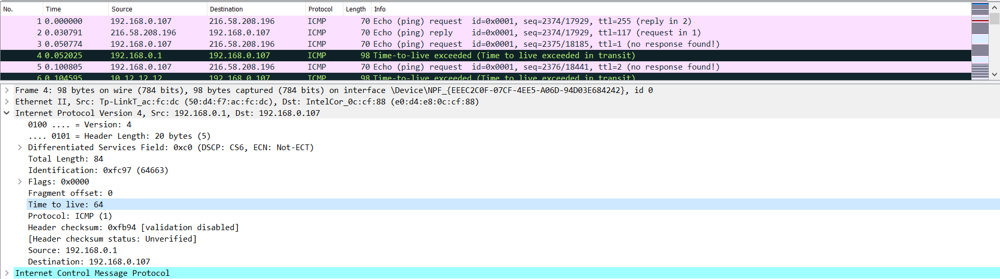 No. Time Source Destination Protocol Length Info
1 0.000000 192.168.0.107 216.58.208.196 ICMP 70 Echo (ping) request id=0x0001, seq=2374/17929, ttl=255 (reply in 2)
2 0.030791 216.58.208.196 192.168.0.107 ICMP 70 Echo (ping) reply id=0x0001, seq=2374/17929, ttl=117 (request in 1)
3 0.050774 192.168.0.107 216.58.208.196 ICMP 70 Echo (ping) request id=0x0001, seq=2375/18185, ttl=1 (no response found!)
4 0.052025 192.168.0.1 192.168.0.107 ICMP 98 Time-to-live exceeded (Time to live exceeded in transit)
5 0.100805 192.168.0.107 216.58.208.196 ICMP 70 Echo (ping) request id=0x0001, seq=2376/18441, ttl=2 (no response found!)
6 0.104595 10.12.12.12 192.168.0.107 ICMP 98 Time-to-live exceeded (Time to live exceeded in transit)
Frame 4: 98 bytes on wire (784 bits), 98 bytes captured (784 bits) on interface \Device\NPF_{EEEC2C0F-07CF-4EE5-A06D-94D03E684242}, id 0
Ethernet II, Src: Tp-LinkT_ac:fc:dc (50:d4:f7:ac:fc:dc), Dst: IntelCor_0c:cf:88 (e0:d4:e8:0c:cf:88)
Internet Protocol Version 4, Src: 192.168.0.1, Dst: 192.168.0.107
0100 .... = Version: 4
.... 0101 = Header Length: 20 bytes (5)
Differentiated Services Field: 0xc0 (DSCP: CS6, ECN: Not-ECT)
Total Length: 84
Identification: 0xfc97 (64663)
Flags: 0x0000
Fragment offset: 0
Time to live: 64
Protocol: ICMP (1)
Header checksum: 0xfb94 [validation disabled]
[Header checksum status: Unverified]
Source: 192.168.0.1
Destination: 192.168.0.107
Internet Control Message Protocol